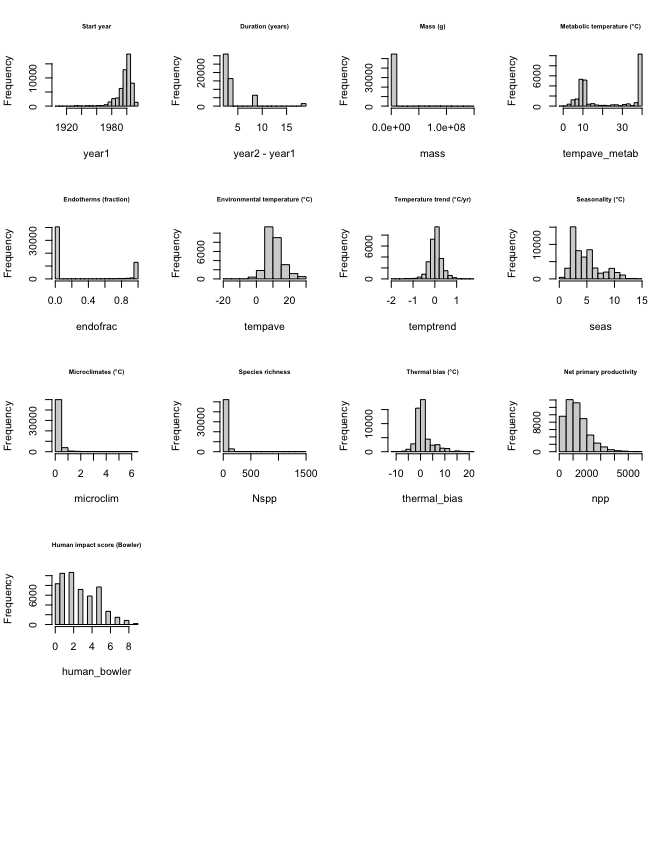 Start year
Frequency
0 10000
1920 1980
year1
Duration (years)
Frequency
0 20000
5 10 15
year2 - year1
Mass (g)
Frequency
0 30000
0.0e+00 1.0e+08
mass
Metabolic temperature (°C)
Frequency
0 6000
0 10 30
tempave_metab
Endotherms (fraction)
Frequency
0 30000
0.0 0.4 0.8
endofrac
Environmental temperature (°C)
Frequency
0 6000
-20 0 20
tempave
Temperature trend (°C/yr)
Frequency
0 6000
-2 -1 0 1
temptrend
Seasonality (°C)
Frequency
0 10000
0 5 10 15
seas
Microclimates (°C)
Frequency
0 30000
0 2 4 6
microclim
Species richness
Frequency
0 30000
0 500 1500
Nspp
Thermal bias (°C)
Frequency
0 10000
-10 0 10 20
thermal_bias
Net primary productivity
Frequency
0 8000
0 2000 5000
npp
Human impact score (Bowler)
Frequency
0 6000
0 2 4 6 8
human_bowler